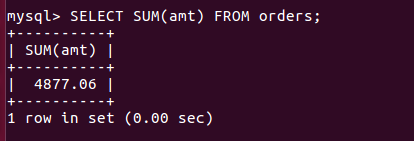 mysql> SELECT SUM(amt) FROM orders;
+----------+
| SUM(amt) |
+----------+
|  4877.06 |
+----------+
1 row in set (0.00 sec)